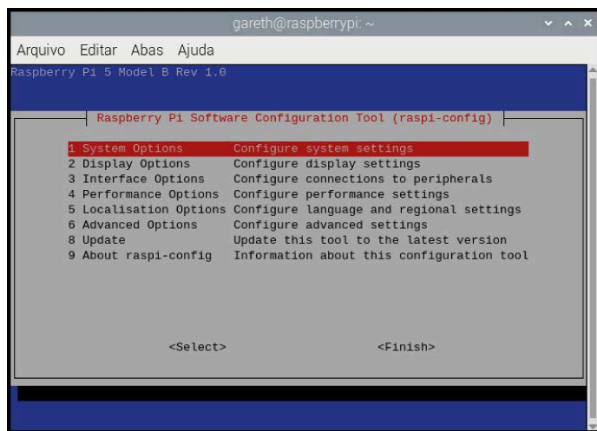 gareth@raspberrypi: ~
Arquivo Editar Abas Ajuda
Raspberry Pi 5 Model B Rev 1.0
Raspberry Pi Software Configuration Tool (raspi-config)
1 System Options Configure system settings
2 Display Options Configure display settings
3 Interface Options Configure connections to peripherals
4 Performance Options Configure performance settings
5 Localisation Options Configure language and regional settings
6 Advanced Options Configure advanced settings
8 Update Update this tool to the latest version
9 About raspi-config Information about this configuration tool
<Select> <Finish>